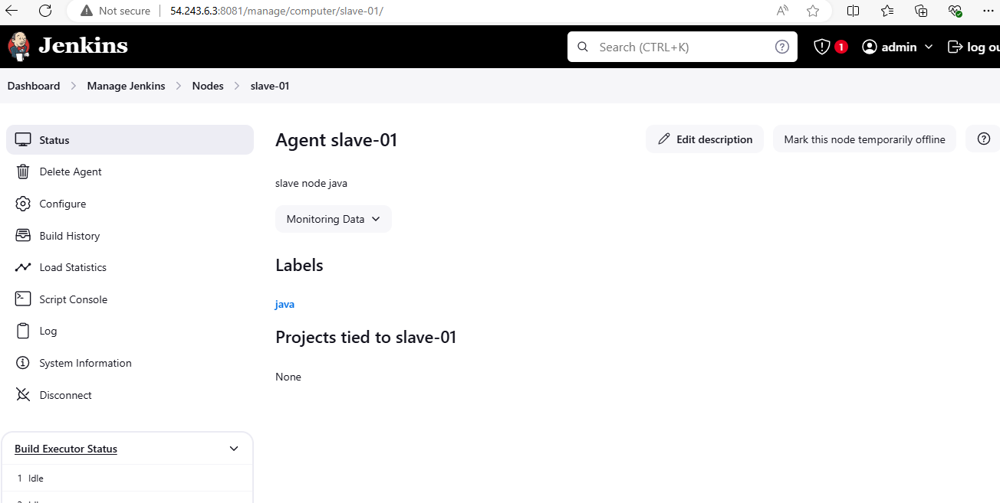 Not secure 54.243.6.3:8081/manage/computer/slave-01/
Jenkins
Search (CTRL+K)
1
admin
log ou
Dashboard
Manage Jenkins
Nodes
slave-01
Status
Delete Agent
Configure
Build History
Load Statistics
Script Console
Log
System Information
Disconnect
Build Executor Status
1 Idle
Agent slave-01
Edit description
Mark this node temporarily offline
slave node java
Monitoring Data
Labels
java
Projects tied to slave-01
None